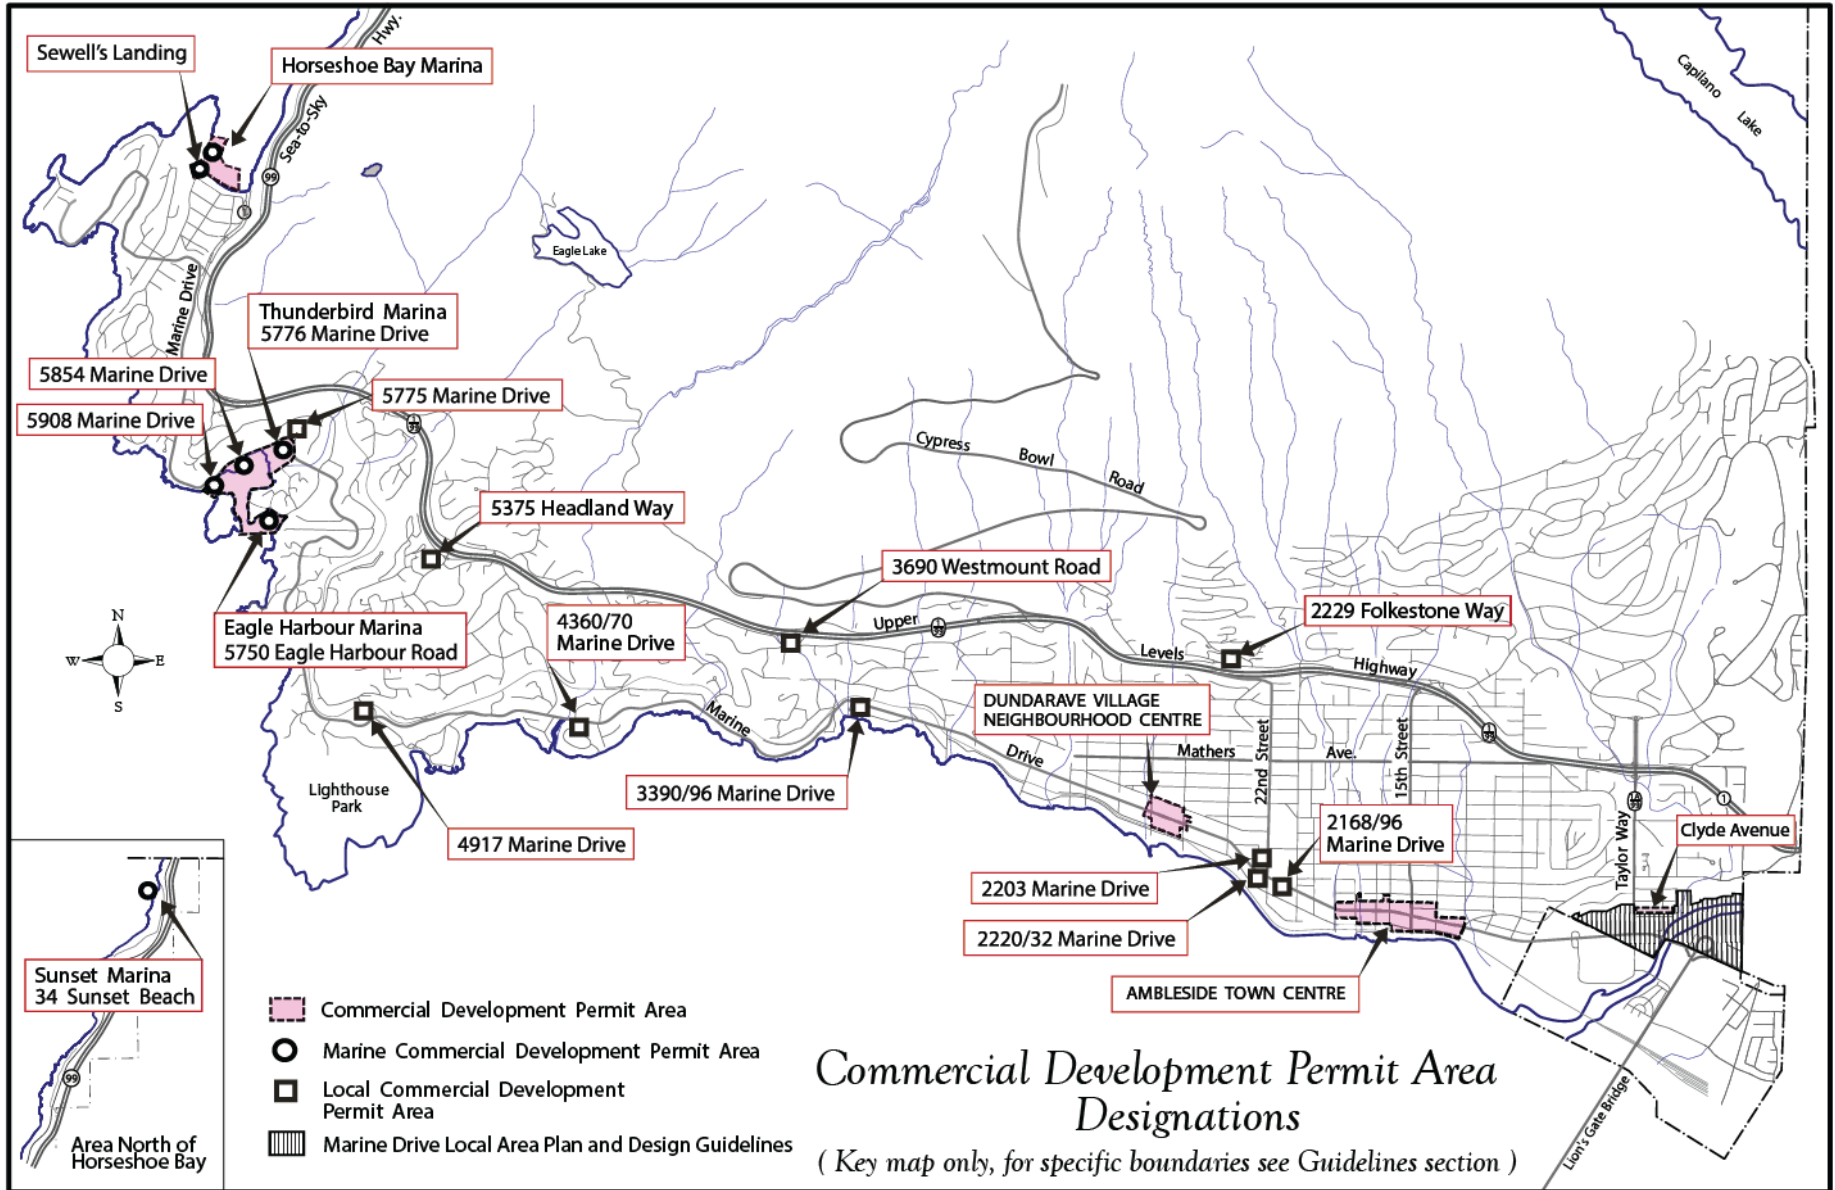 Hwy.
Sewell's Landing
Horseshoe Bay Marina
Sea-to-Sky
99
Capilano
Lake
Eagle Lake
Marine Drive
Thunderbird Marina
5776 Marine Drive
5854 Marine Drive
5775 Marine Drive
5908 Marine Drive
Cypress
Bowl
Road
5375 Headland Way
3690 Westmount Road
Eagle Harbour Marina
5750 Eagle Harbour Road
4360/70
Marine Drive
2229 Folkestone Way
Upper
Levels
Highway
N
W
E
S
DUNDARAVE VILLAGE
NEIGHBOURHOOD CENTRE
Marine
Drive
Mathers
Ave.
22nd Street
15th Street
Lighthouse
Park
3390/96 Marine Drive
4917 Marine Drive
2168/96
Marine Drive
1
Taylor Way
Clyde Avenue
2203 Marine Drive
2220/32 Marine Drive
AMBLESIDE TOWN CENTRE
Sunset Marina
34 Sunset Beach
99
Area North of
Horseshoe Bay
Commercial Development Permit Area
Marine Commercial Development Permit Area
Local Commercial Development
Permit Area
Marine Drive Local Area Plan and Design Guidelines
Commercial Development Permit Area
Designations
( Key map only, for specific boundaries see Guidelines section )
Lion's Gate Bridge